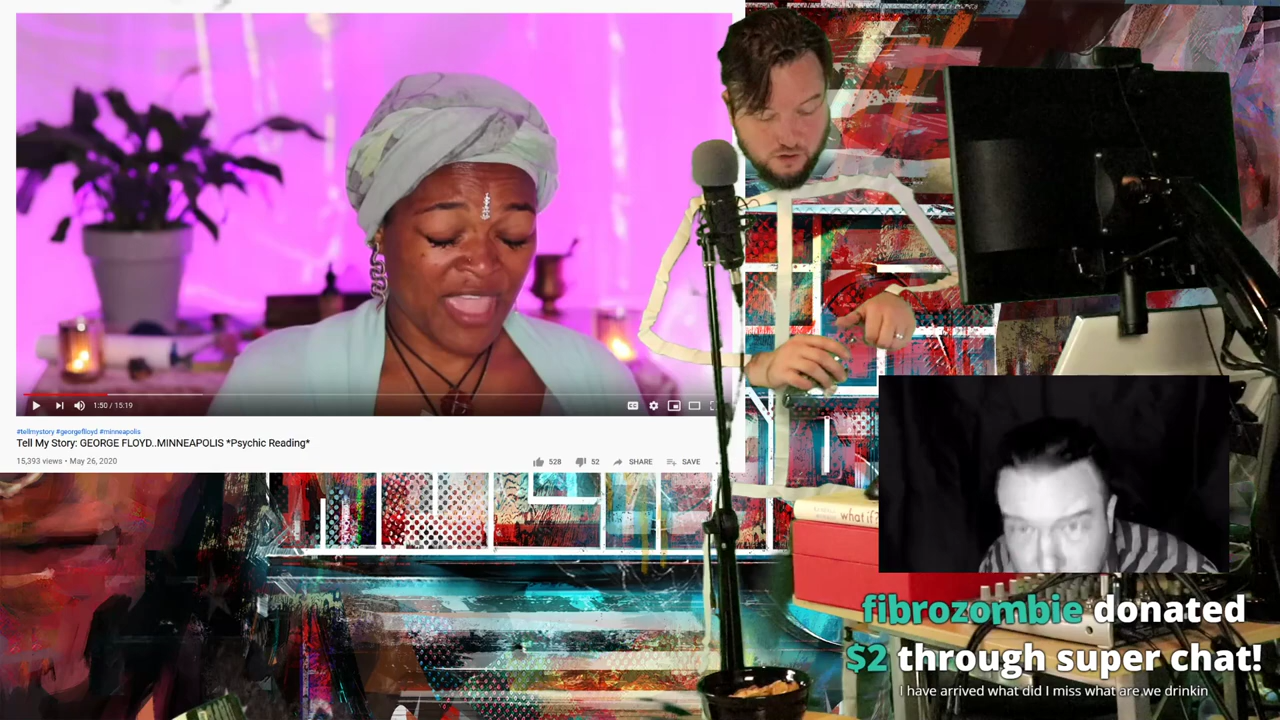 1:50 / 15:19
CC
#tellmystory #georgefloyd #minneapolis
Tell My Story: GEORGE FLOYD..MINNEAPOLIS *Psychic Reading*
15,393 views • May 26, 2020
528
52
SHARE
SAVE
what if?
fibrozombie donated
$2 through super chat!
I have arrived what did I miss what are we drinkin